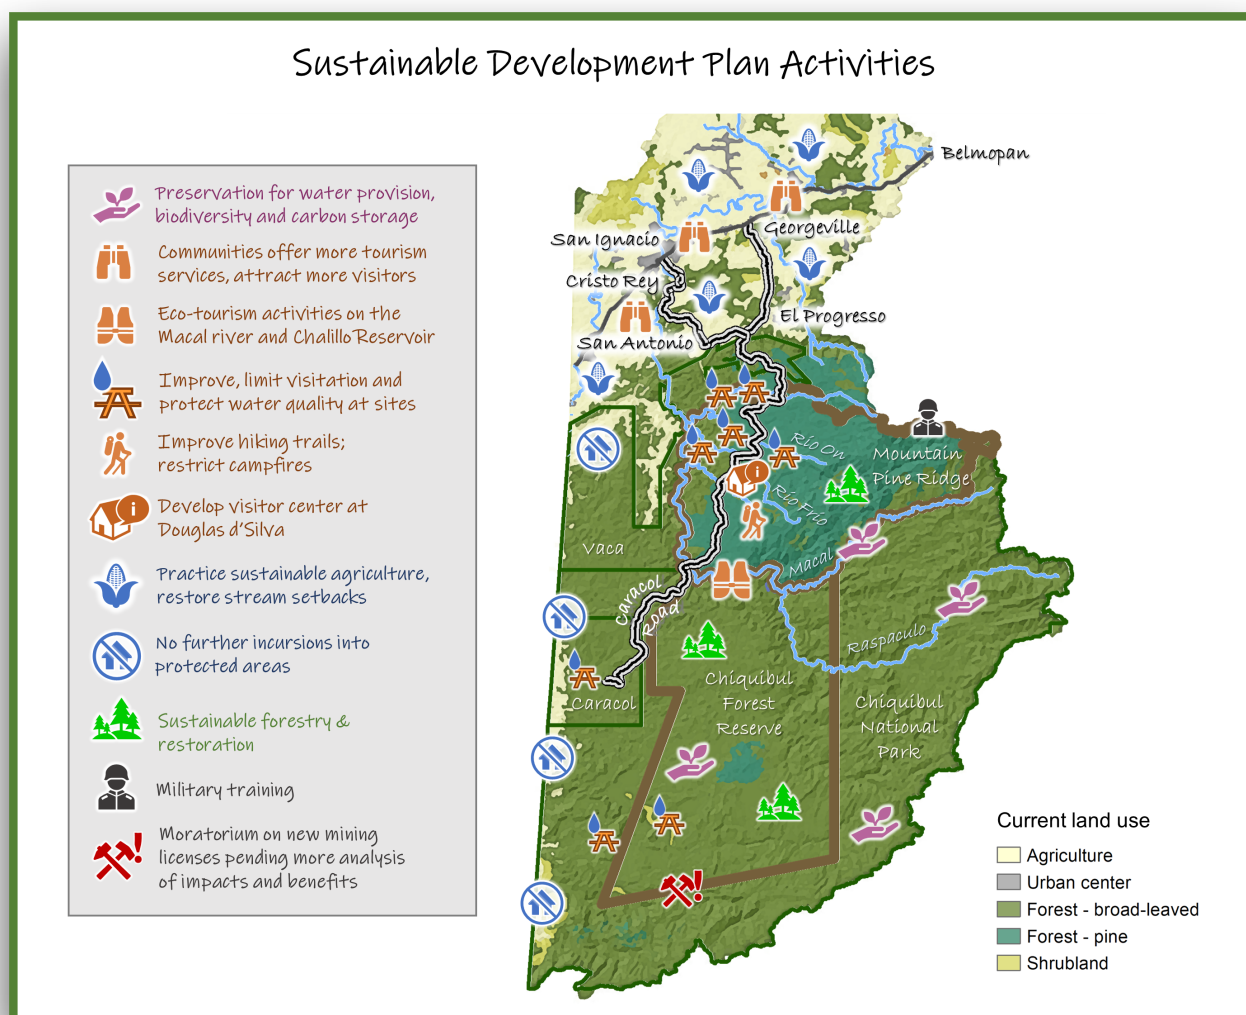 Sustainable Development Plan Activities
Preservation for water provision,
biodiversity and carbon storage
Communities offer more tourism
services, attract more visitors
Eco-tourism activities on the
Macal river and Chalillo Reservoir
Improve, limit visitation and
protect water quality at sites
Improve hiking trails;
restrict campfires
Develop visitor center at
Douglas d'Silva
Practice sustainable agriculture,
restore stream setbacks
No further incursions into
protected areas
Sustainable forestry &
restoration
Military training
Moratorium on new mining
licenses pending more analysis
of impacts and benefits
Belmopan
Georgeville
San Ignacio
Cristo Rey
El Progresso
San Antonio
Rio On
Mountain
Pine Ridge
Rio Frio
Vaca
Macal
Caracol
Road
Raspaculo
Caracol
Chiquibul
Forest
Reserve
Chiquibul
National
Park
Current land use
Agriculture
Urban center
Forest - broad-leaved
Forest - pine
Shrubland